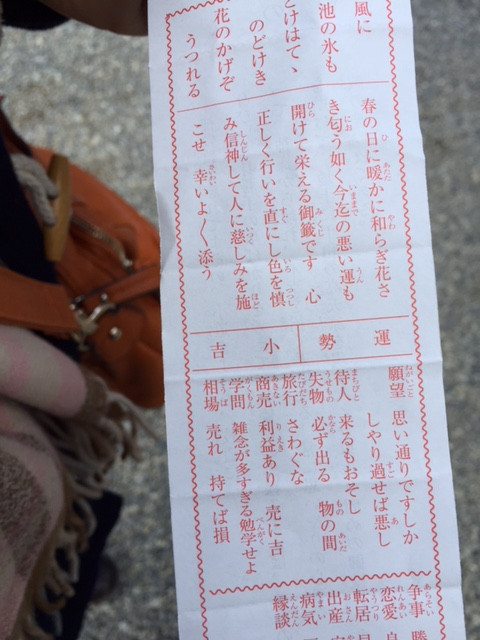 風に
池の氷も
とけはてゝ
のどけき
花のかげぞ
うつれる
春の日に暖かに和らぎ花さ
き匂う如く今迄の悪い運も
開けて栄える御籤です 心
正しく行いを直にし色を慎
み信神して人に慈しみを施
こせ 幸いよ〱添う
運勢
小吉
願望 思い通りですしか
しやり過せば悪し
待人 来るもおそし
失物 必ず出る 物の間
旅行 さわぐな
商売 利益あり 売に吉
学問 雑念が多すぎる勉学せよ
相場 売れ 持てば損
争事 勝
恋愛
転居
出産
病気
縁談